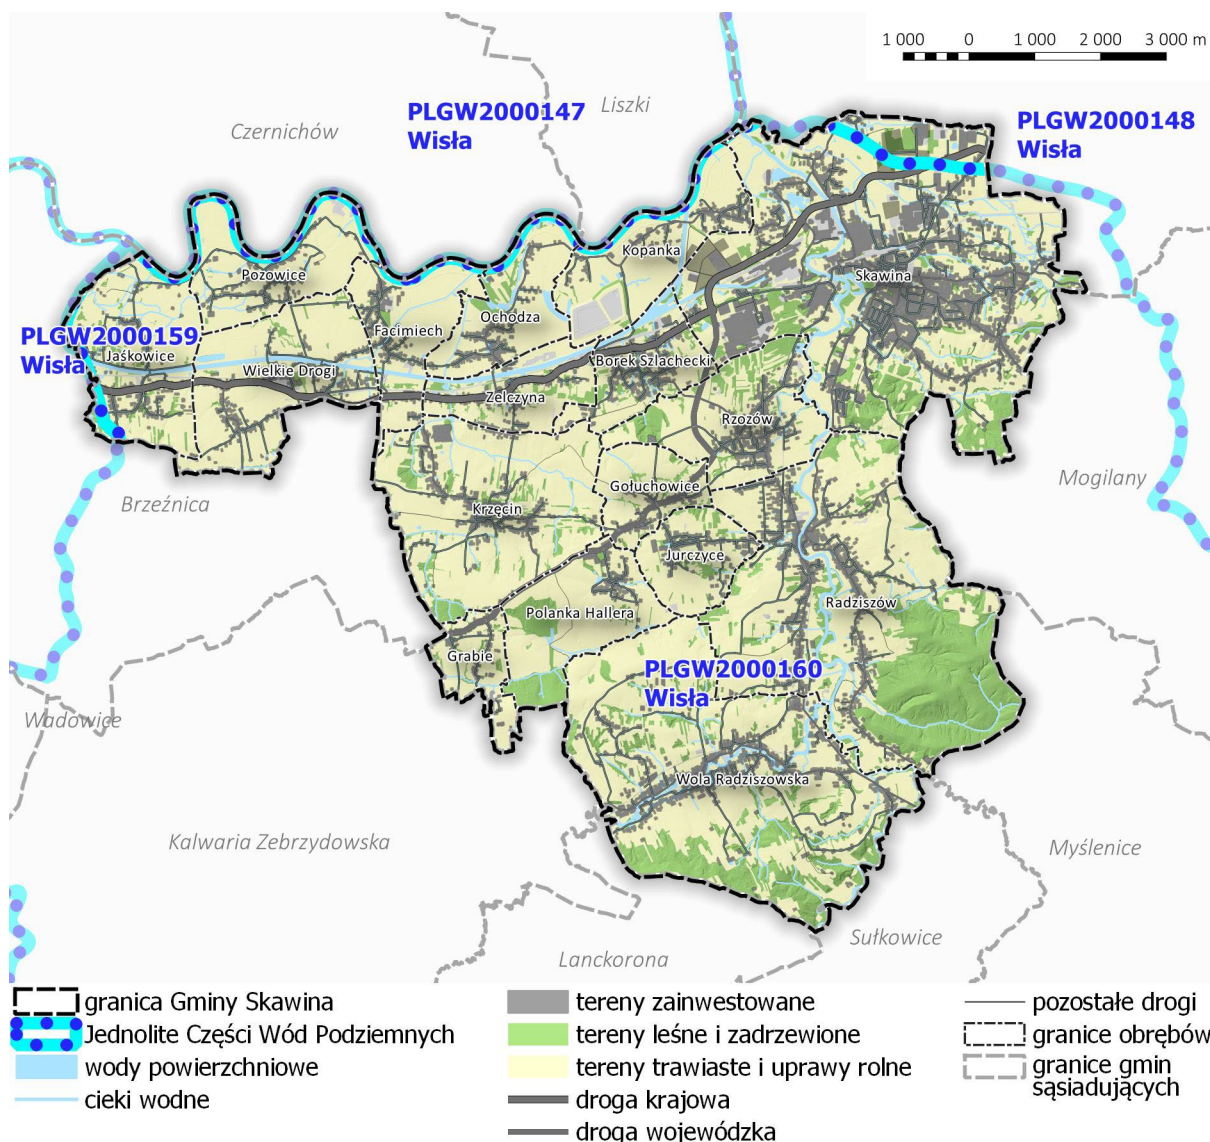 1 000 0 1 000 2 000 3 000 m
PLGW2000147
Wisła
Liszki
Czernichów
PLGW2000148
Wisła
Kopanka
Skawina
Pozowice
Ochodza
Facimiech
PLGW2000159
Wisła
Jaśkowice
Wielkie Drogi
Borek Szlachecki
Zelczyna
Rzozów
Mogilany
Brzeźnica
Gołuchowice
Krzęcin
Jurczyce
Radziszów
Polanka Hallera
Grabie
PLGW2000160
Wisła
Wadowice
Wola Radziszowska
Kalwaria Zebrzydowska
Myślenice
Sułkowice
Lanckorona
granica Gminy Skawina
Jednolite Części Wód Podziemnych
wody powierzchniowe
cieki wodne
tereny zainwestowane
tereny leśne i zadrzewione
tereny trawiaste i uprawy rolne
droga krajowa
droga wojewódzka
pozostałe drogi
granice obrębów
granice gmin
sąsiadujących